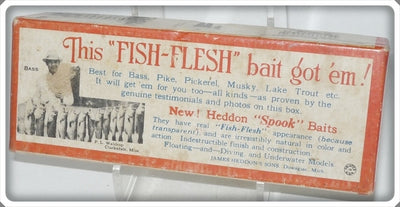 This "FISH-FLESH" bait got 'em!
BASS
Best for Bass, Pike, Pickerel, Musky, Lake Trout etc.
It will get 'em for you too—all kinds—as proven by the
genuine testimonials and photos on this box.
New! Heddon "Spook" Baits
They have real "Fish-Flesh" appearance (because
transparent) and are irresistibly natural in color and
action. Indestructible finish and construction
Floating—and—Diving, and Underwater Models
JAMES HEDDON'S SONS Dowagiac, Mich.
F. L. Waldrop
Clarksdale, Miss.